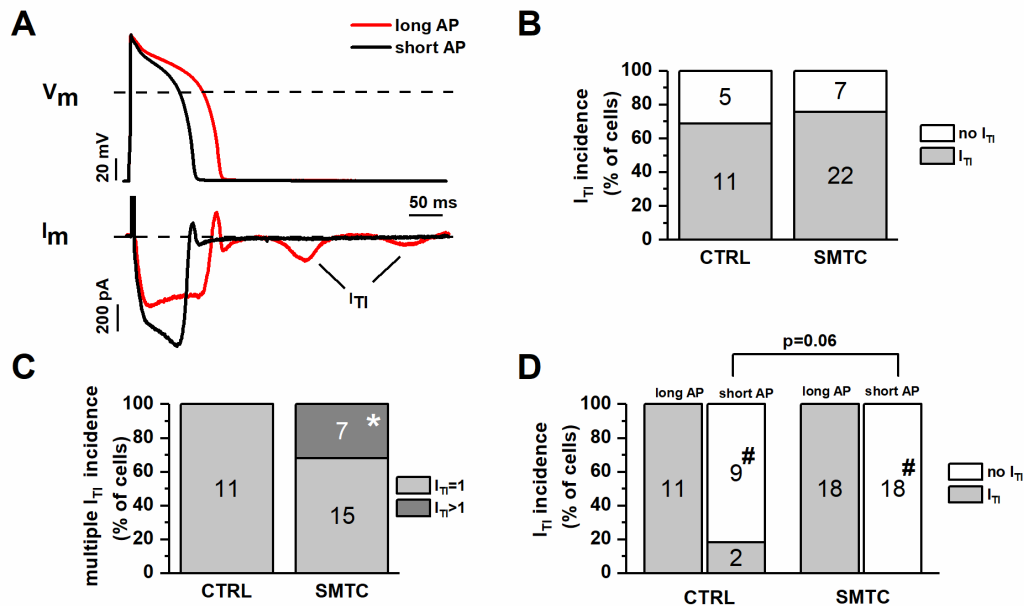 A
long AP
short AP
Vm
20 mV
50 ms
Im
200 pA
ITI
B
ITI incidence
(% of cells)
100
80
60
40
20
0
5
7
11
22
CTRL
SMTC
no ITI
ITI
C
multiple ITI incidence
(% of cells)
100
80
60
40
20
0
11
7
*
15
CTRL
SMTC
ITI=1
ITI>1
D
p=0.06
long AP
short AP
long AP
short AP
ITI incidence
(% of cells)
100
80
60
40
20
0
11
9#
2
18
18#
CTRL
SMTC
no ITI
ITI